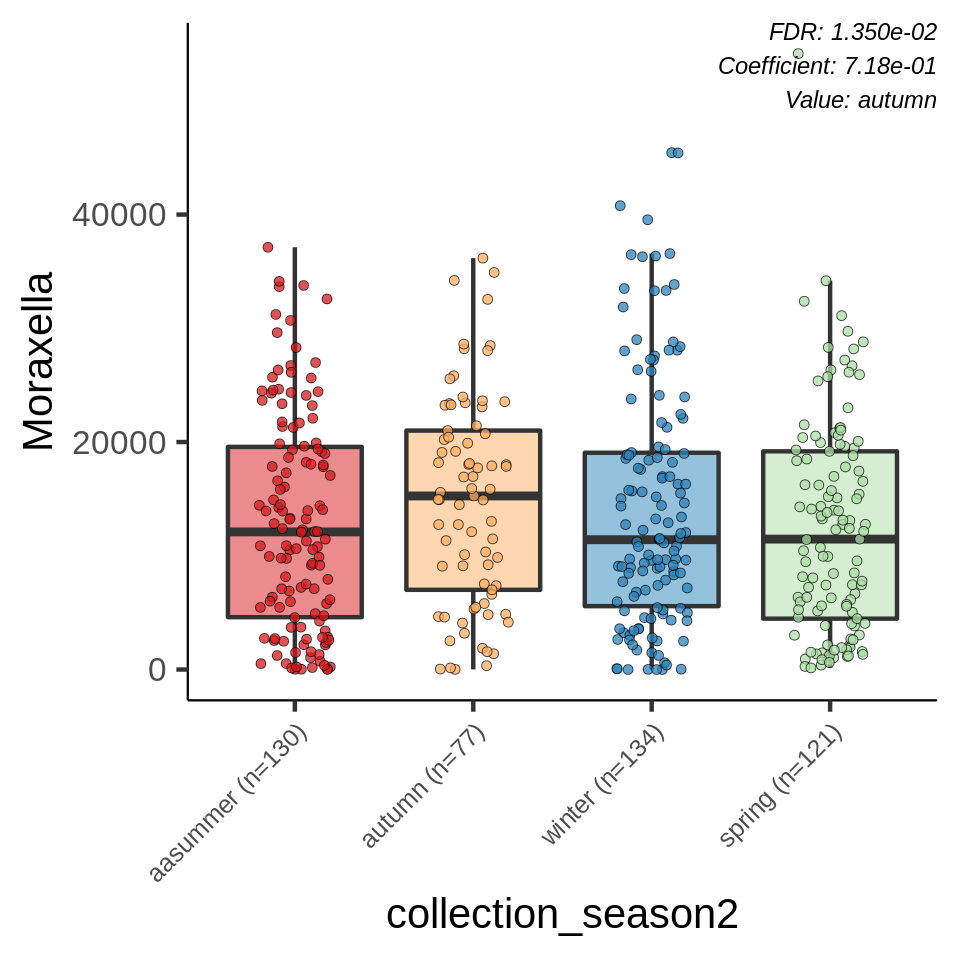 FDR: 1.350e-02
Coefficient: 7.18e-01
Value: autumn
Moraxella
40000
20000
0
aasummer (n=130)
autumn (n=77)
winter (n=134)
spring (n=121)
collection_season2